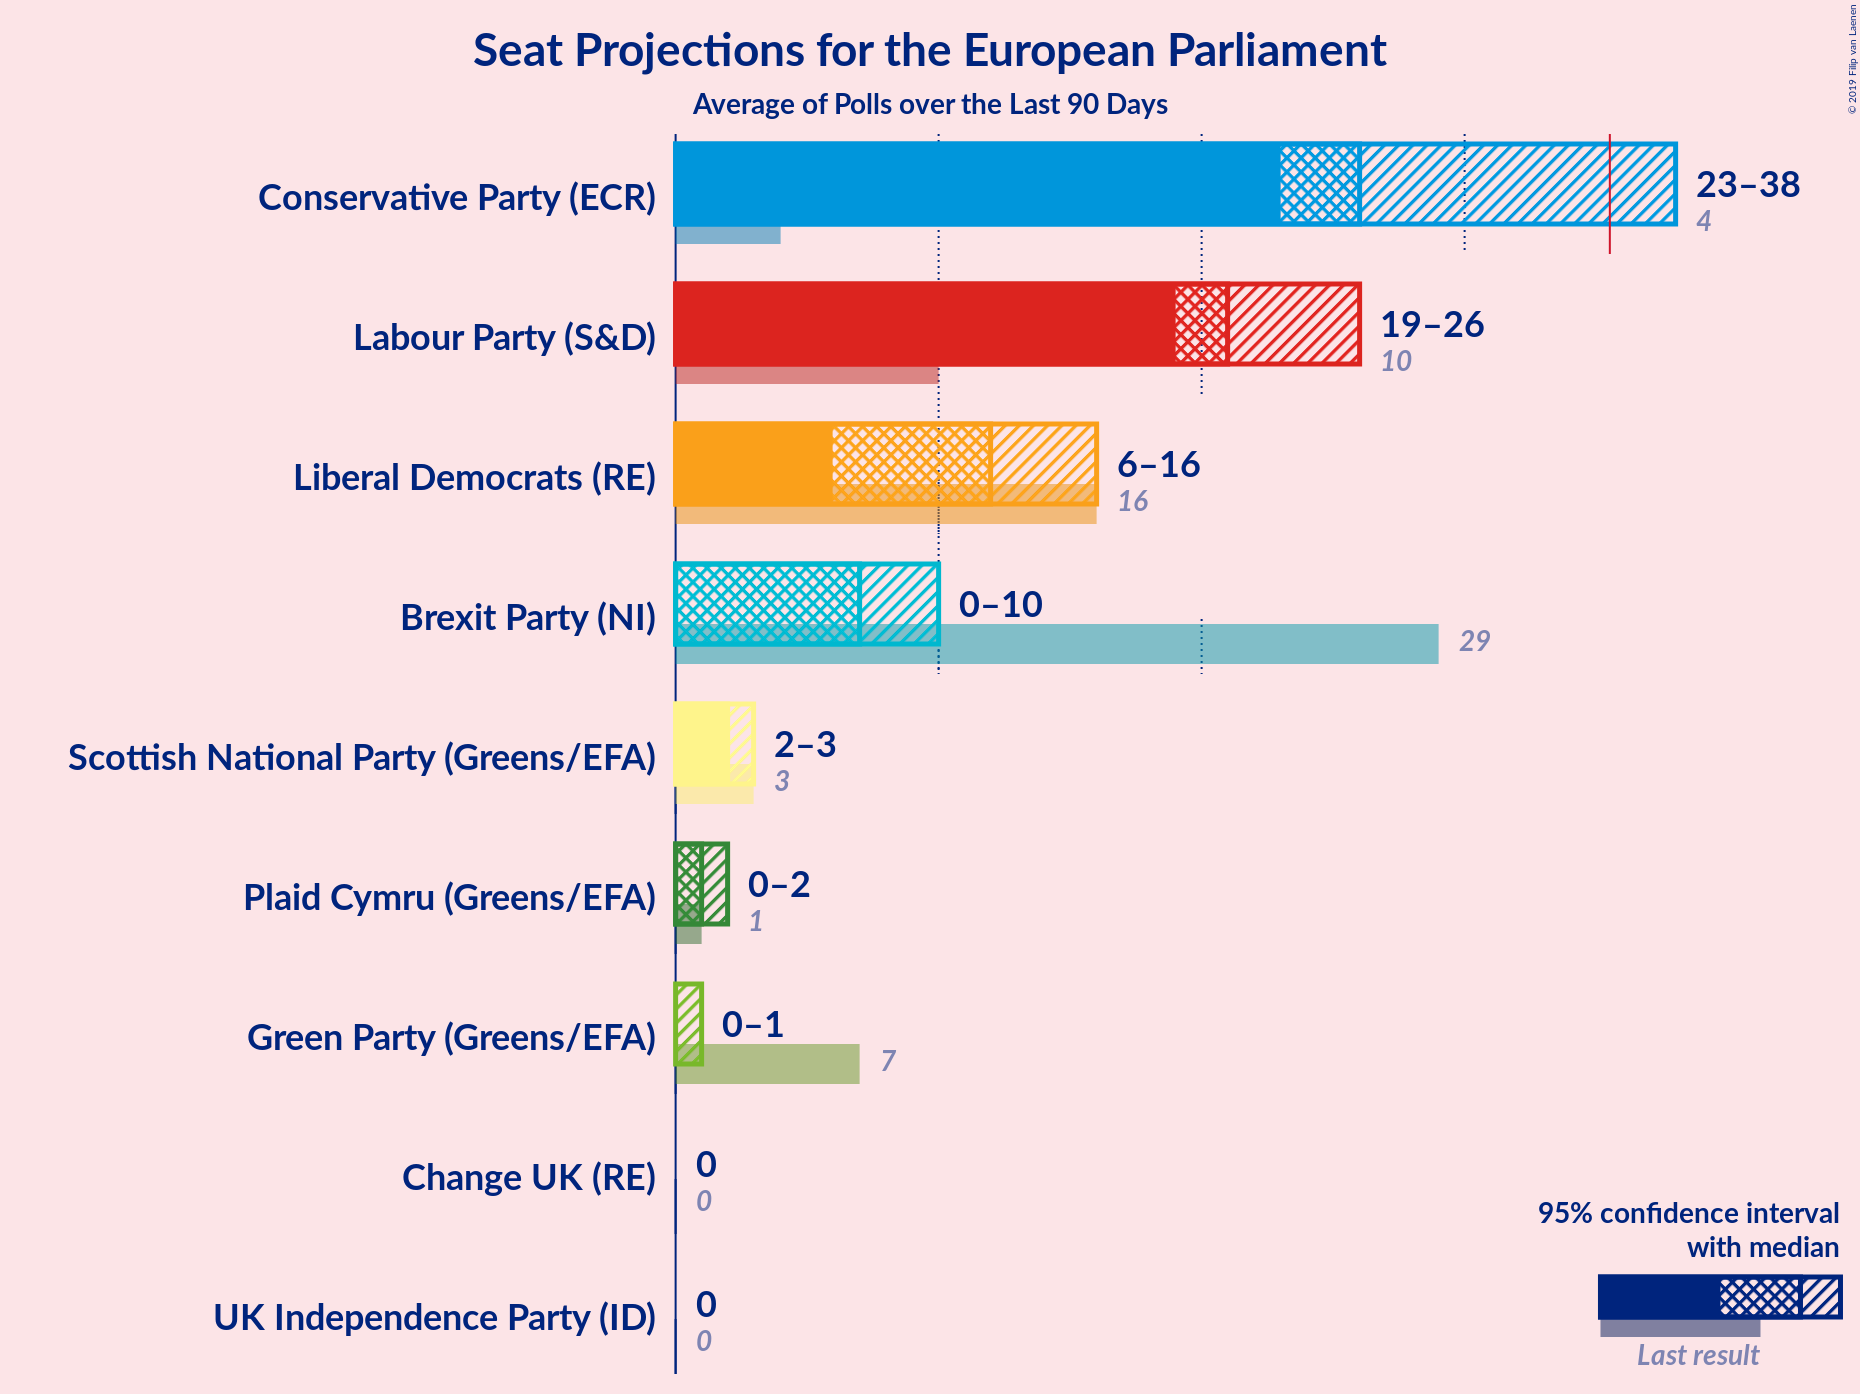 Seat Projections for the European Parliament
Average of Polls over the Last 90 Days
© 2019 Filip van Laenen
Conservative Party (ECR)
23–38
4
Labour Party (S&D)
19–26
10
Liberal Democrats (RE)
6–16
16
Brexit Party (NI)
0–10
29
Scottish National Party (Greens/EFA)
2–3
3
Plaid Cymru (Greens/EFA)
0–2
1
Green Party (Greens/EFA)
0–1
7
Change UK (RE)
0
0
UK Independence Party (ID)
0
0
95% confidence interval
with median
Last result